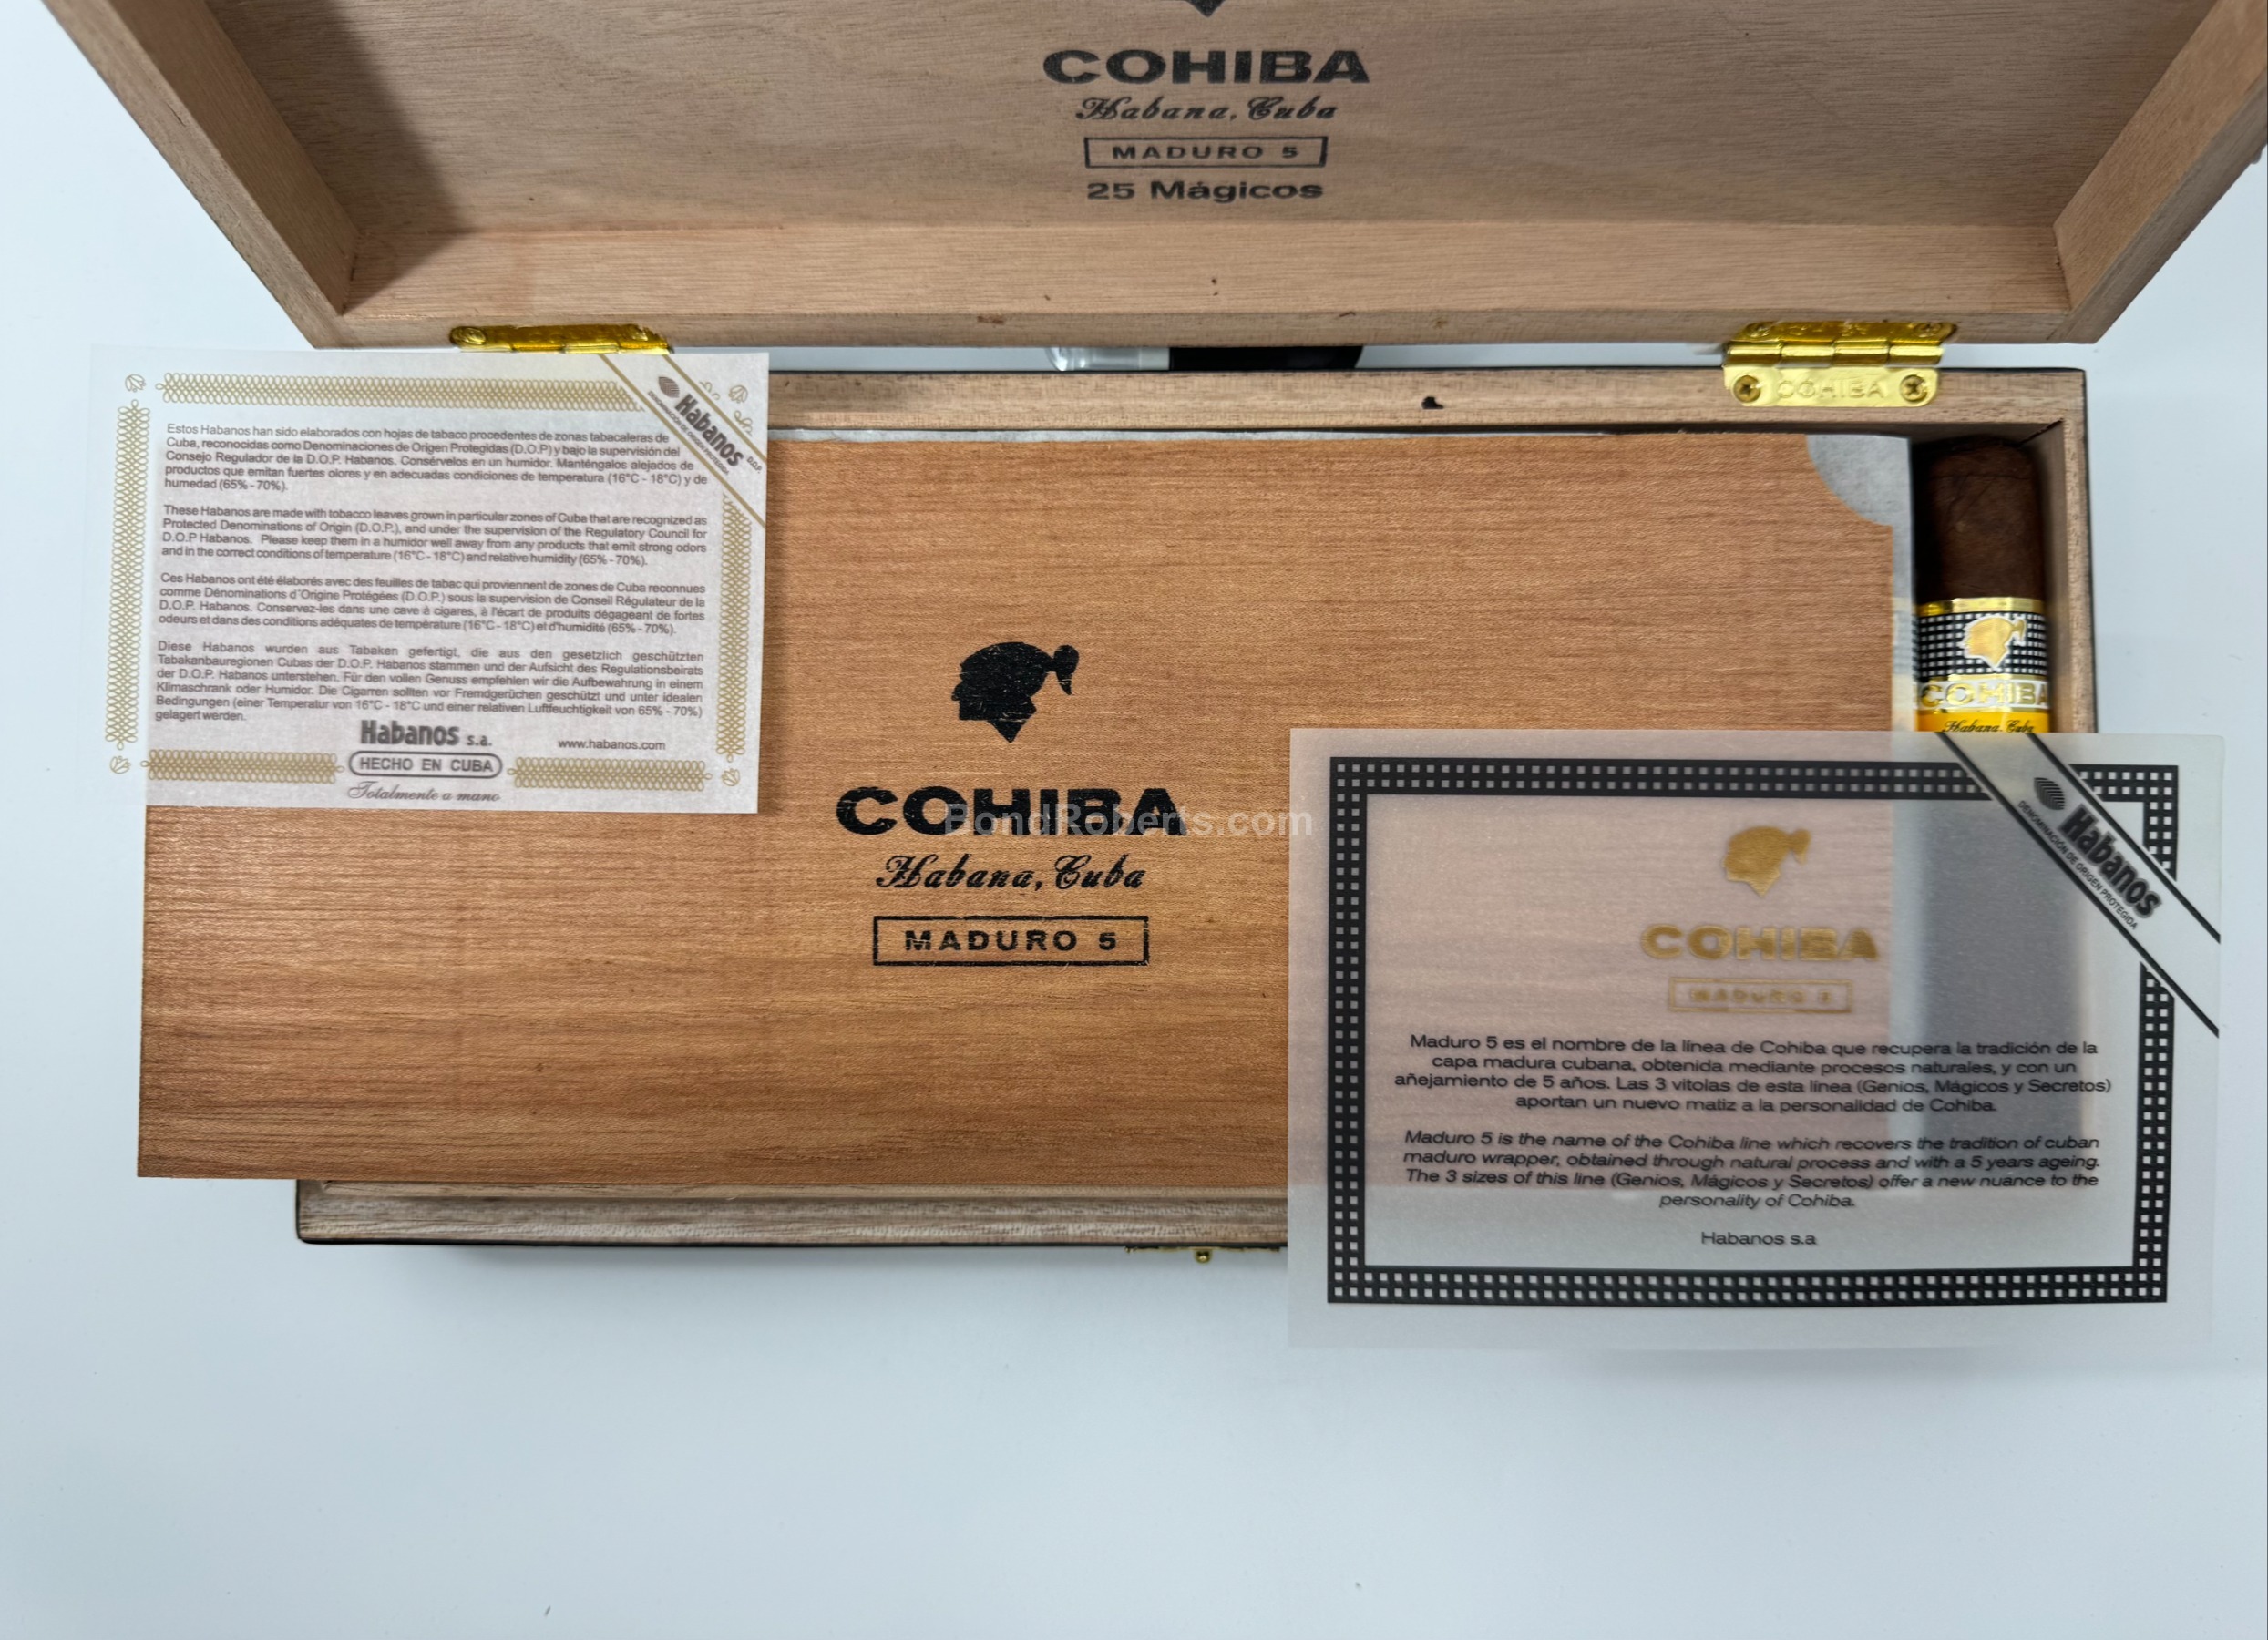 COHIBA
Habana, Cuba
MADURO 5
25 Mágicos
COHIBA
Habanos
DENOMINACIÓN DE ORIGEN PROTEGIDA
D.O.P.
Estos Habanos han sido elaborados con hojas de tabaco procedentes de zonas tabacaleras de
Cuba, reconocidas como Denominaciones de Origen Protegidas (D.O.P) y bajo la supervisión del
Consejo Regulador de la D.O.P. Habanos. Consérvelos en un humidor. Manténgalos alejados de
productos que emitan fuertes olores y en adecuadas condiciones de temperatura (16°C - 18°C) y de
humedad (65% - 70%).
These Habanos are made with tobacco leaves grown in particular zones of Cuba that are recognized as
Protected Denominations of Origin (D.O.P.), and under the supervision of the Regulatory Council for
D.O.P Habanos. Please keep them in a humidor well away from any products that emit strong odors
and in the correct conditions of temperature (16°C - 18°C) and relative humidity (65% - 70%).
Ces Habanos ont été élaborés avec des feuilles de tabac qui proviennent de zones de Cuba reconnues
comme Dénominations d'Origine Protégées (D.O.P.) sous la supervision de Conseil Régulateur de la
D.O.P. Habanos. Conservez-les dans une cave à cigares, à l'écart de produits dégageant de fortes
odeurs et dans des conditions adéquates de température (16°C - 18°C) et d'humidité (65% - 70%).
Diese Habanos wurden aus Tabaken gefertigt, die aus den gesetzlich geschützten
Tabakanbauregionen Cubas der D.O.P. Habanos stammen und der Aufsicht des Regulationsbeirats
der D.O.P. Habanos unterstehen. Für den vollen Genuss empfehlen wir die Aufbewahrung in einem
Klimaschrank oder Humidor. Die Cigarren sollten vor Fremdgerüchen geschützt und unter idealen
Bedingungen (einer Temperatur von 16°C - 18°C und einer relativen Luftfeuchtigkeit von 65% - 70%)
gelagert werden.
Habanos s.a.
www.habanos.com
HECHO EN CUBA
Totalmente a mano
COHIBA
Habana, Cuba
COHIBA
BondRoberts.com
Habana, Cuba
MADURO 5
Habanos
DENOMINACIÓN DE ORIGEN PROTEGIDA
COHIBA
MADURO 5
Maduro 5 es el nombre de la línea de Cohiba que recupera la tradición de la
capa madura cubana, obtenida mediante procesos naturales, y con un
añejamiento de 5 años. Las 3 vitolas de esta línea (Genios, Mágicos y Secretos)
aportan un nuevo matiz a la personalidad de Cohiba.
Maduro 5 is the name of the Cohiba line which recovers the tradition of cuban
maduro wrapper, obtained through natural process and with a 5 years ageing.
The 3 sizes of this line (Genios, Mágicos y Secretos) offer a new nuance to the
personality of Cohiba.
Habanos s.a